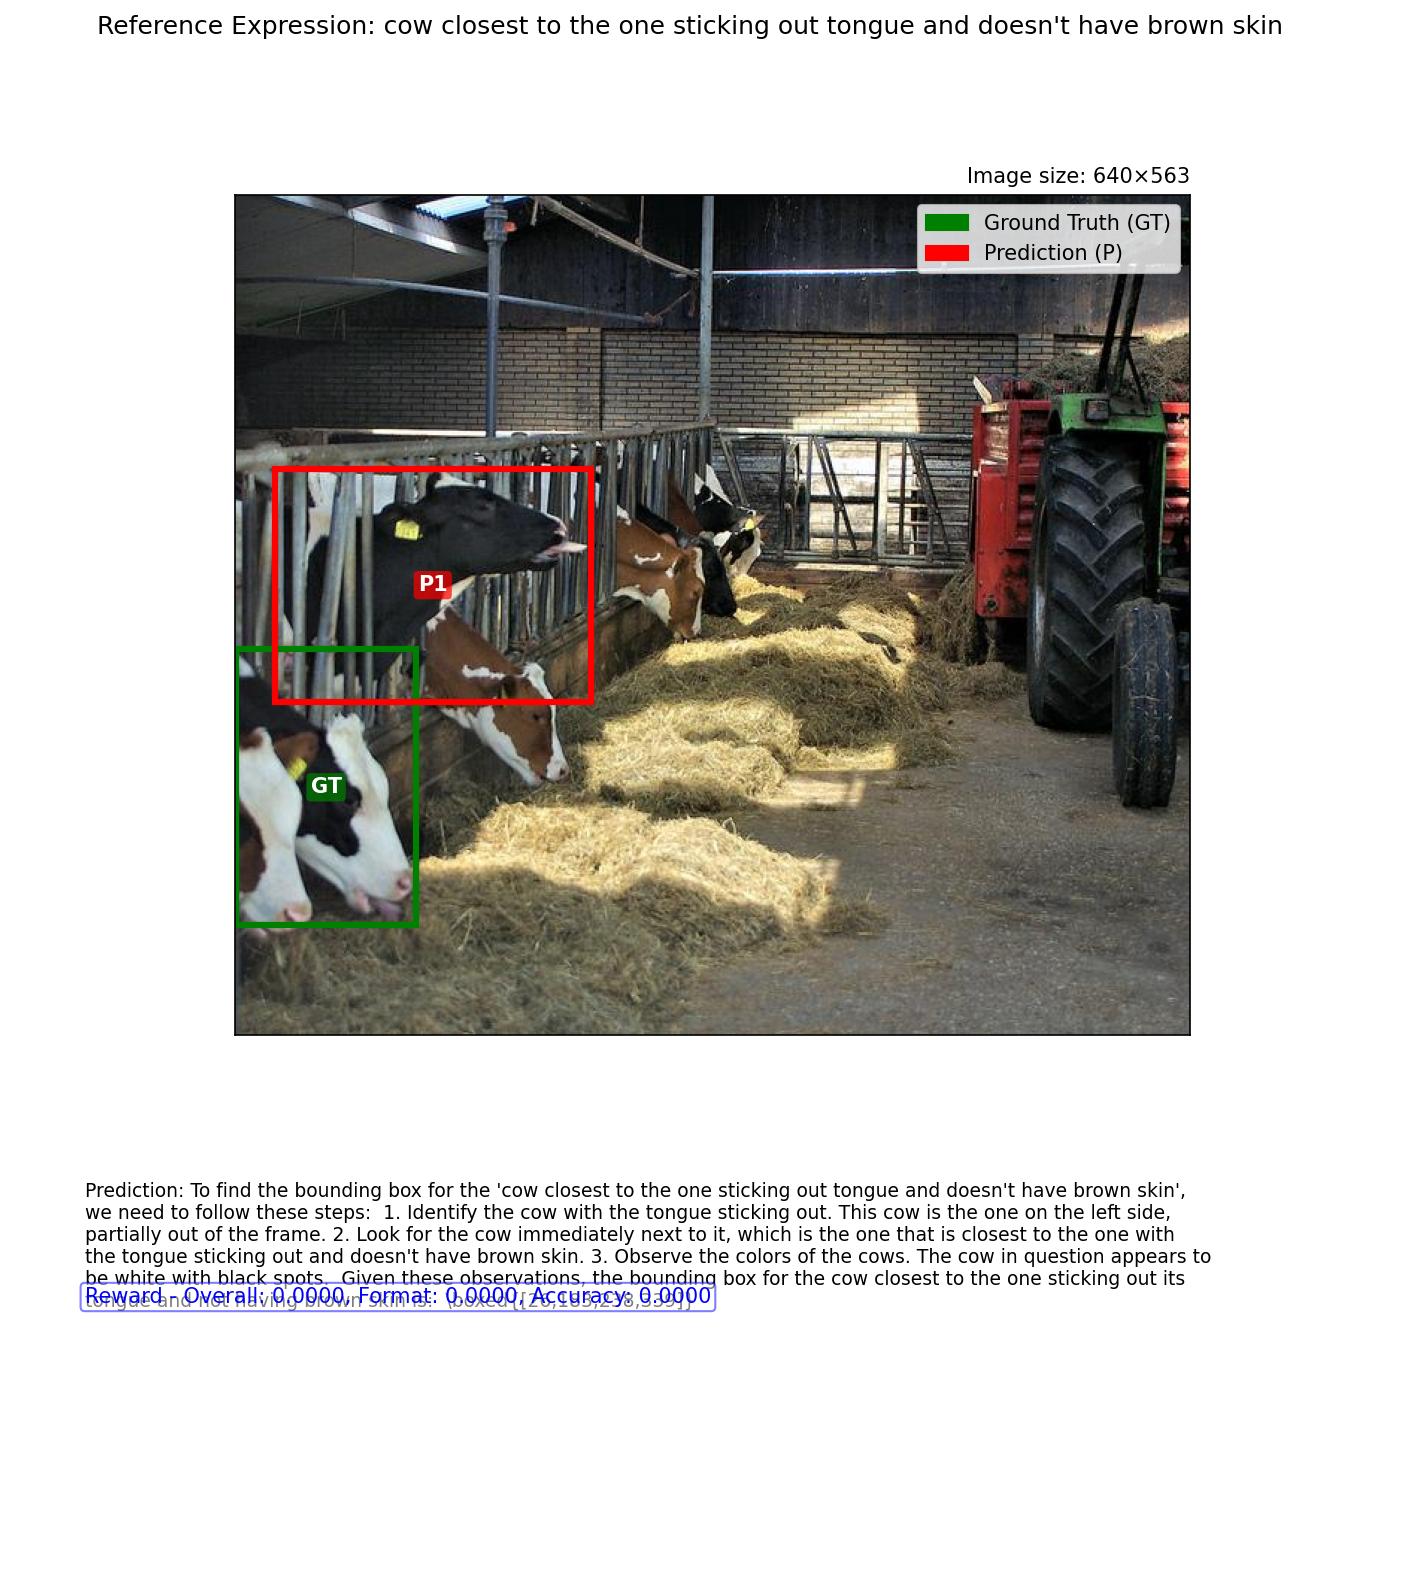 Reference Expression: cow closest to the one sticking out tongue and doesn't have brown skin
Image size: 640×563
Ground Truth (GT)
Prediction (P)
P1
GT
Prediction: To find the bounding box for the 'cow closest to the one sticking out tongue and doesn't have brown skin',
we need to follow these steps:  1. Identify the cow with the tongue sticking out. This cow is the one on the left side,
partially out of the frame. 2. Look for the cow immediately next to it, which is the one that is closest to the one with
the tongue sticking out and doesn't have brown skin. 3. Observe the colors of the cows. The cow in question appears to
be white with black spots.  Given these observations, the bounding box for the cow closest to the one sticking out its
tongue and not having brown skin is:
Reward - Overall: 0.0000, Format: 0.0000, Accuracy: 0.0000